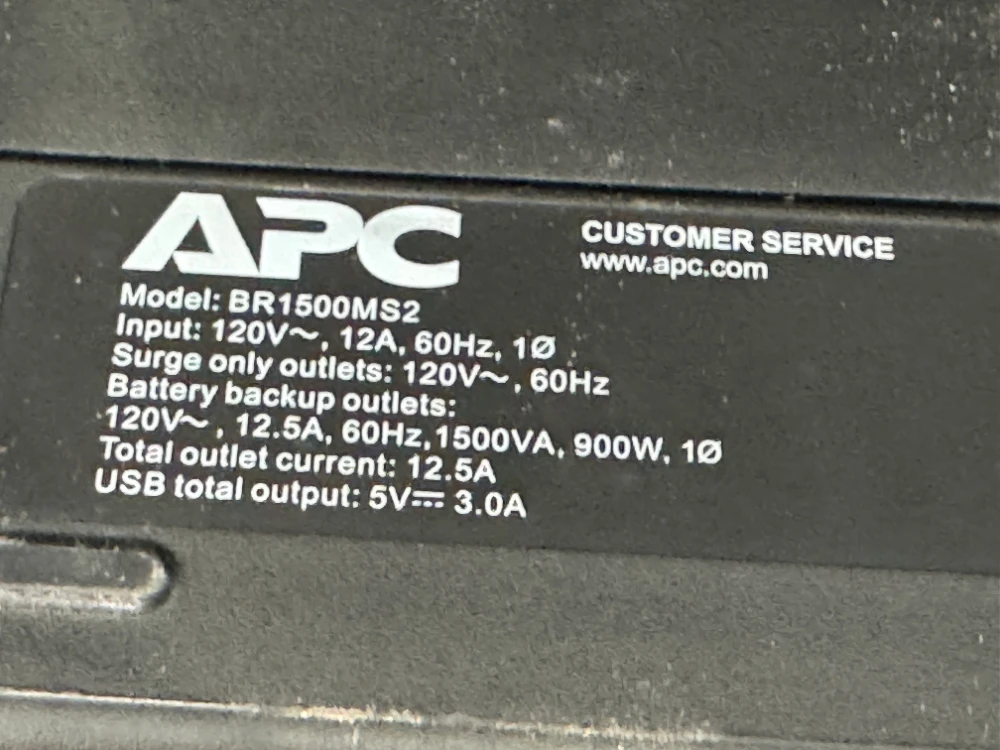 APC
CUSTOMER SERVICE
www.apc.com
Model: BR1500MS2
Input: 120V~, 12A, 60Hz, 1Ø
Surge only outlets: 120V~, 60Hz
Battery backup outlets:
120V~, 12.5A, 60Hz,1500VA, 900W, 1Ø
Total outlet current: 12.5A
USB total output: 5V⎓ 3.0A